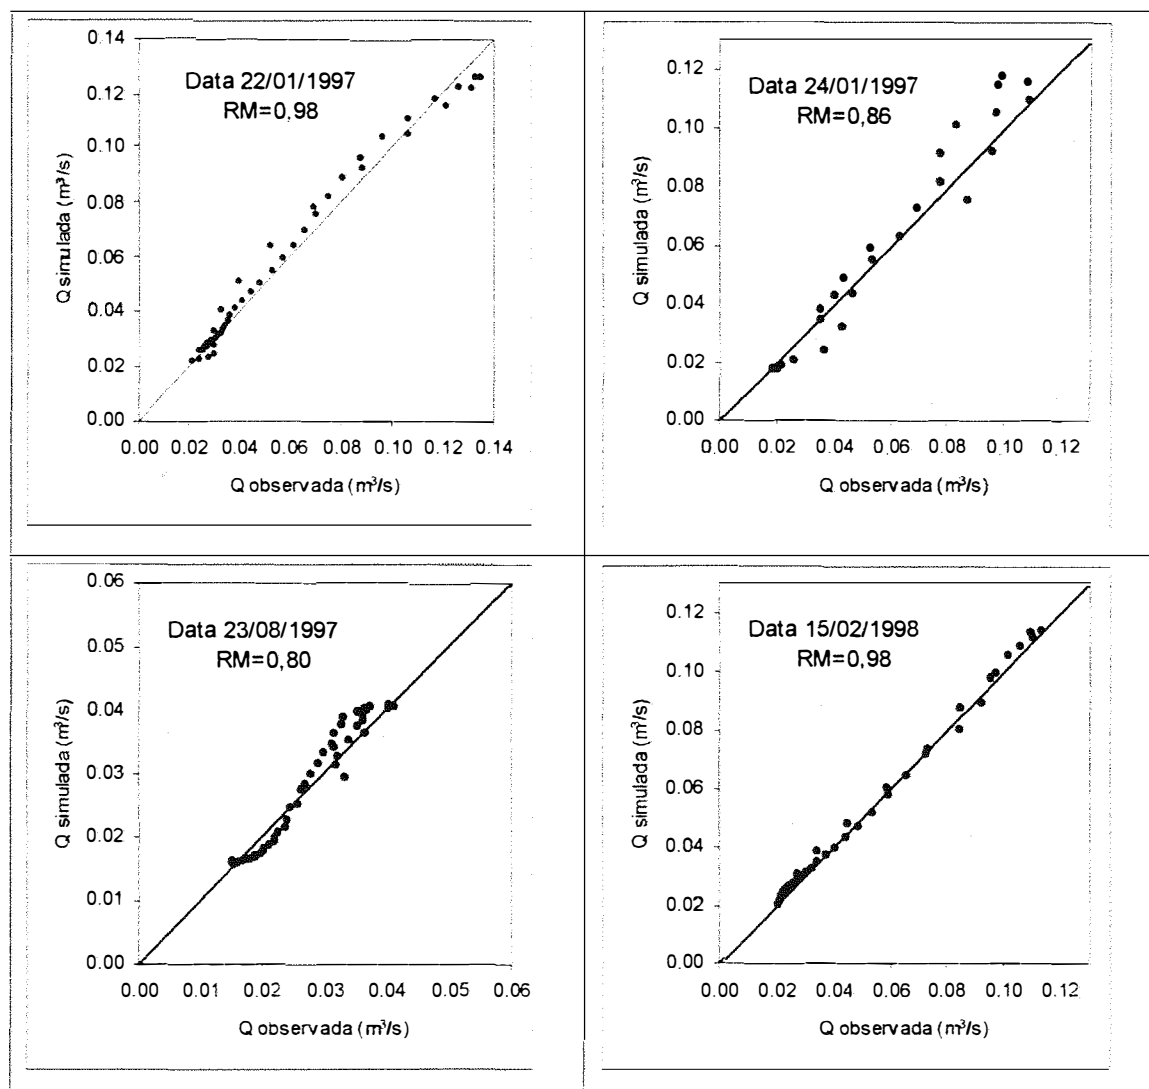 0.14
0.12
0.10
0.08
0.06
0.04
0.02
0.00
Q simulada (m³/s)
Data 22/01/1997
RM=0,98
0.00 0.02 0.04 0.06 0.08 0.10 0.12 0.14
Q observada (m³/s)
0.12
0.10
0.08
0.06
0.04
0.02
0.00
Q simulada (m³/s)
Data 24/01/1997
RM=0,86
0.00 0.02 0.04 0.06 0.08 0.10 0.12
Q observada (m³/s)
0.06
0.05
0.04
0.03
0.02
0.01
0.00
Q simulada (m³/s)
Data 23/08/1997
RM=0,80
0.00 0.01 0.02 0.03 0.04 0.05 0.06
Q observada (m³/s)
0.12
0.10
0.08
0.06
0.04
0.02
0.00
Q simulada (m³/s)
Data 15/02/1998
RM=0,98
0.00 0.02 0.04 0.06 0.08 0.10 0.12
Q observada (m³/s)